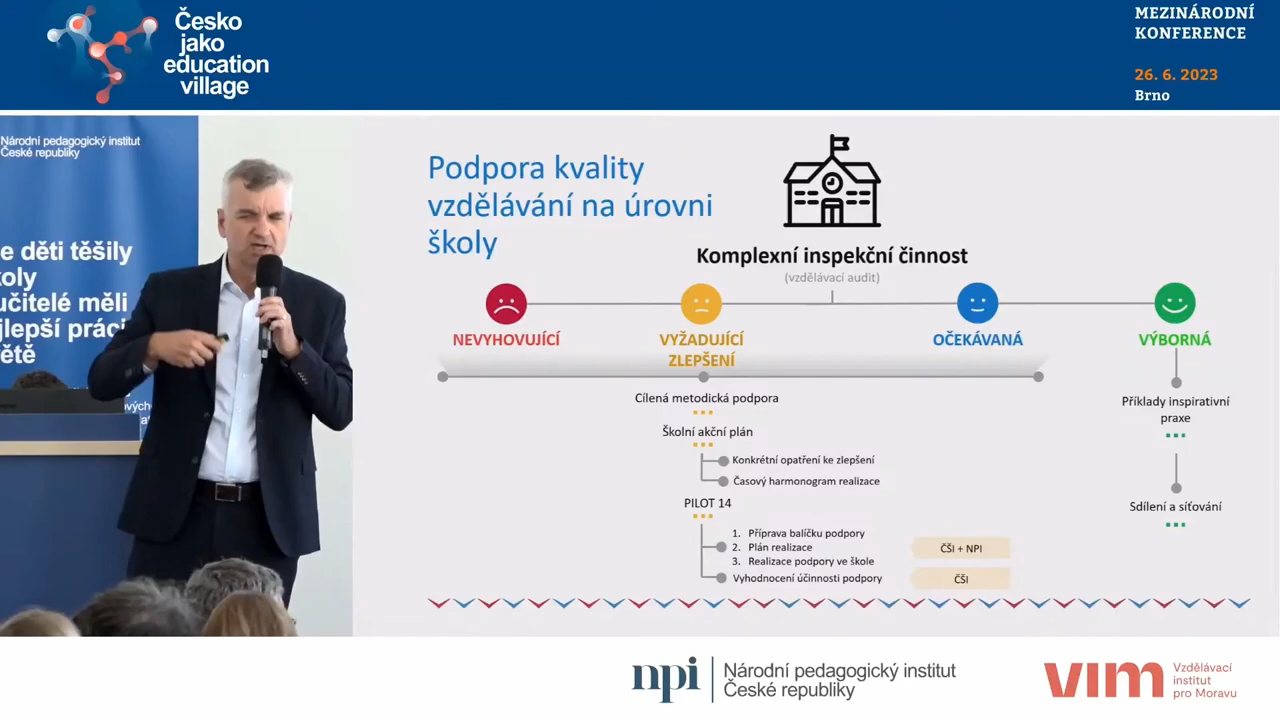 Česko
jako
education
village
MEZINÁRODNÍ
KONFERENCE
26. 6. 2023
Brno
Národní pedagogický institut
České republiky
e děti těšily
koly
učitelé měli
jlepší práci
větě
Podpora kvality
vzdělávání na úrovni
školy
Komplexní inspekční činnost
(vzdělávací audit)
NEVYHOVUJÍCÍ
VYŽADUJÍCÍ
ZLEPŠENÍ
OČEKÁVANÁ
VÝBORNÁ
Cílená metodická podpora
Školní akční plán
Konkrétní opatření ke zlepšení
Časový harmonogram realizace
PILOT 14
1. Příprava balíčku podpory
2. Plán realizace
3. Realizace podpory ve škole
Vyhodnocení účinnosti podpory
ČŠI + NPI
ČŠI
Příklady inspirativní
praxe
Sdílení a síťování
npi
Národní pedagogický institut
České republiky
vim
Vzdělávací
institut
pro Moravu